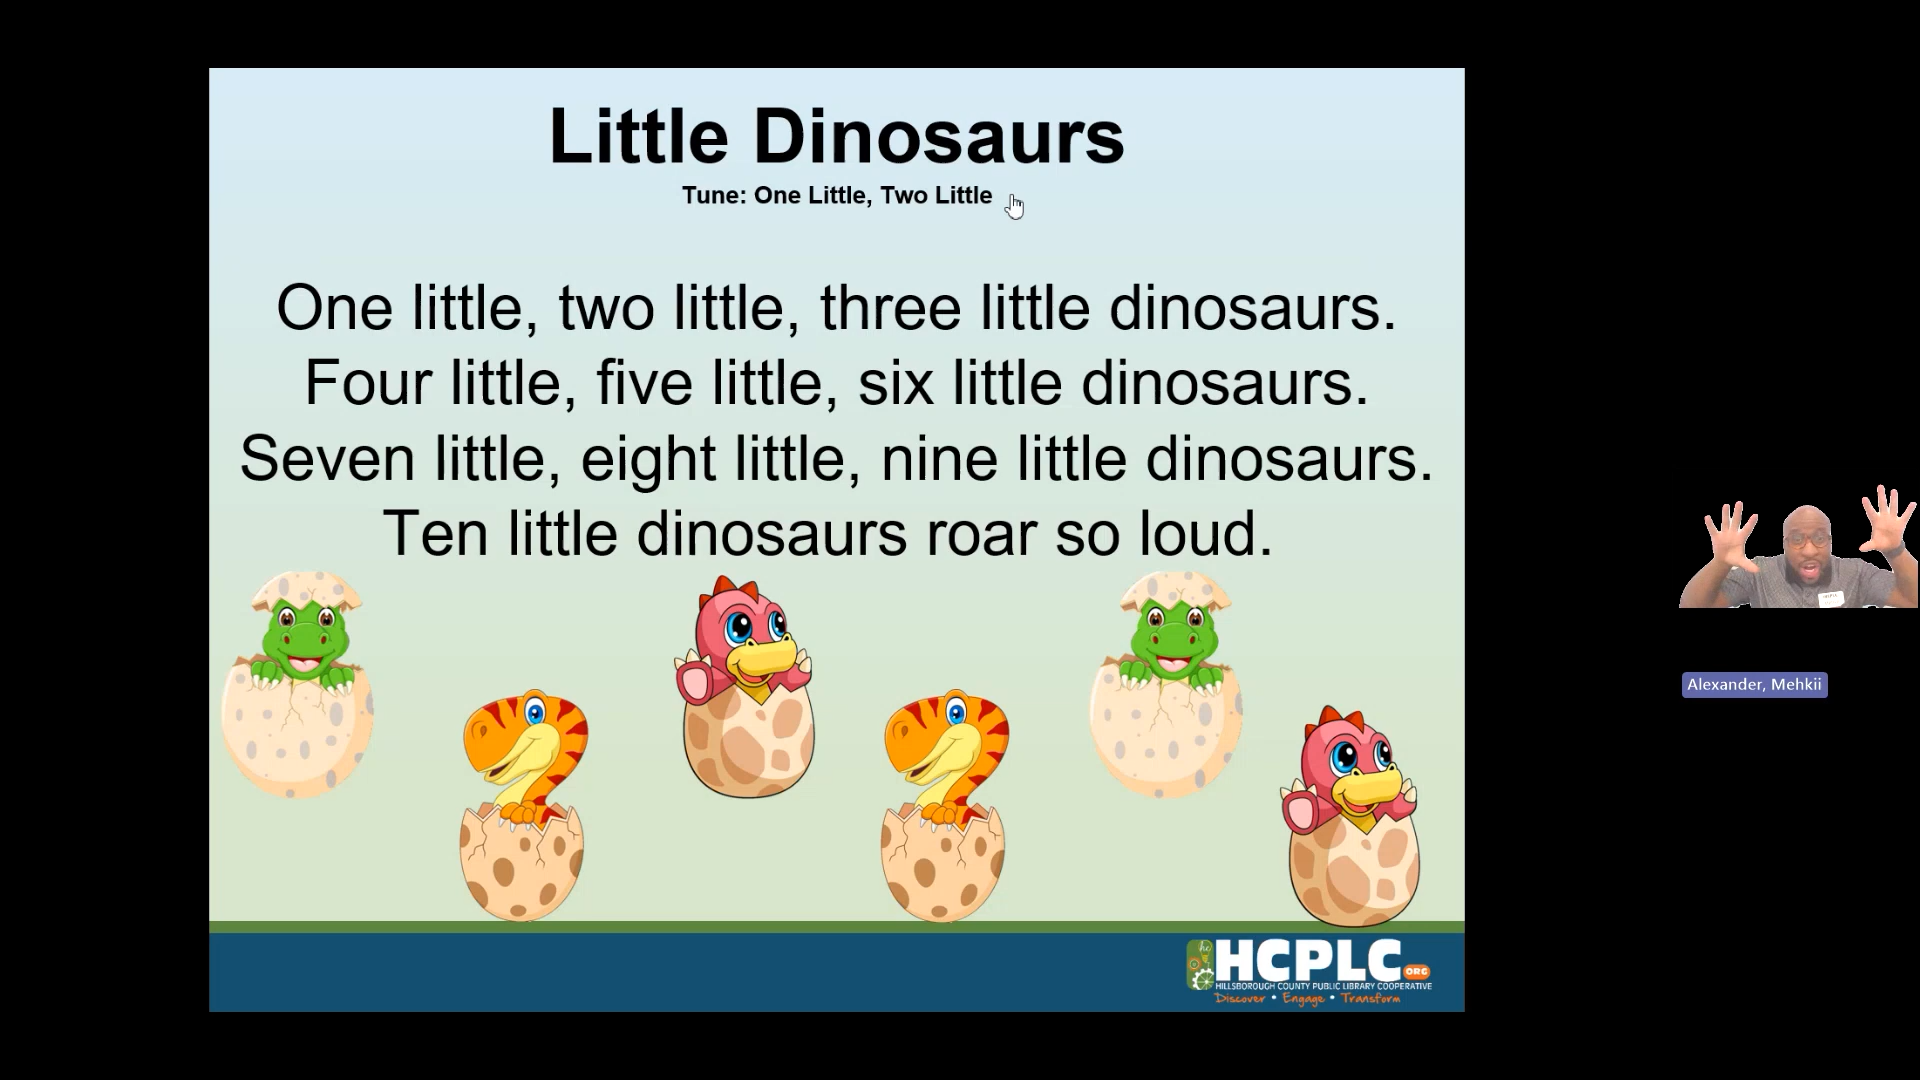 Little Dinosaurs
Tune: One Little, Two Little
One little, two little, three little dinosaurs.
Four little, five little, six little dinosaurs.
Seven little, eight little, nine little dinosaurs.
Ten little dinosaurs roar so loud.
Alexander, Mehkii
hc
HCPLC ORG
HILLSBOROUGH COUNTY PUBLIC LIBRARY COOPERATIVE
Discover • Engage • Transform